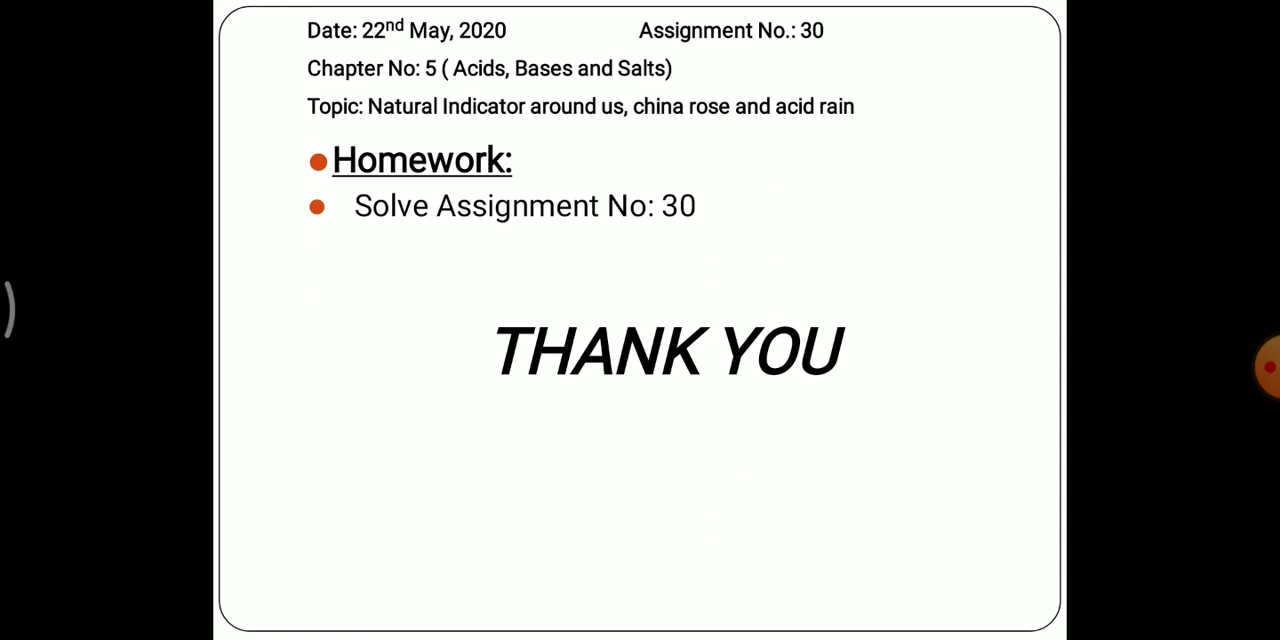 Date: 22nd May, 2020 Assignment No.: 30
Chapter No: 5 ( Acids, Bases and Salts)
Topic: Natural Indicator around us, china rose and acid rain
Homework:
Solve Assignment No: 30
THANK YOU